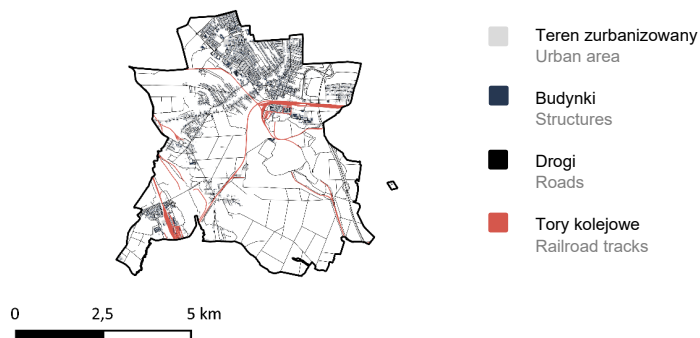 Teren zurbanizowany
Urban area
Budynki
Structures
Drogi
Roads
Tory kolejowe
Railroad tracks
0 2,5 5 km